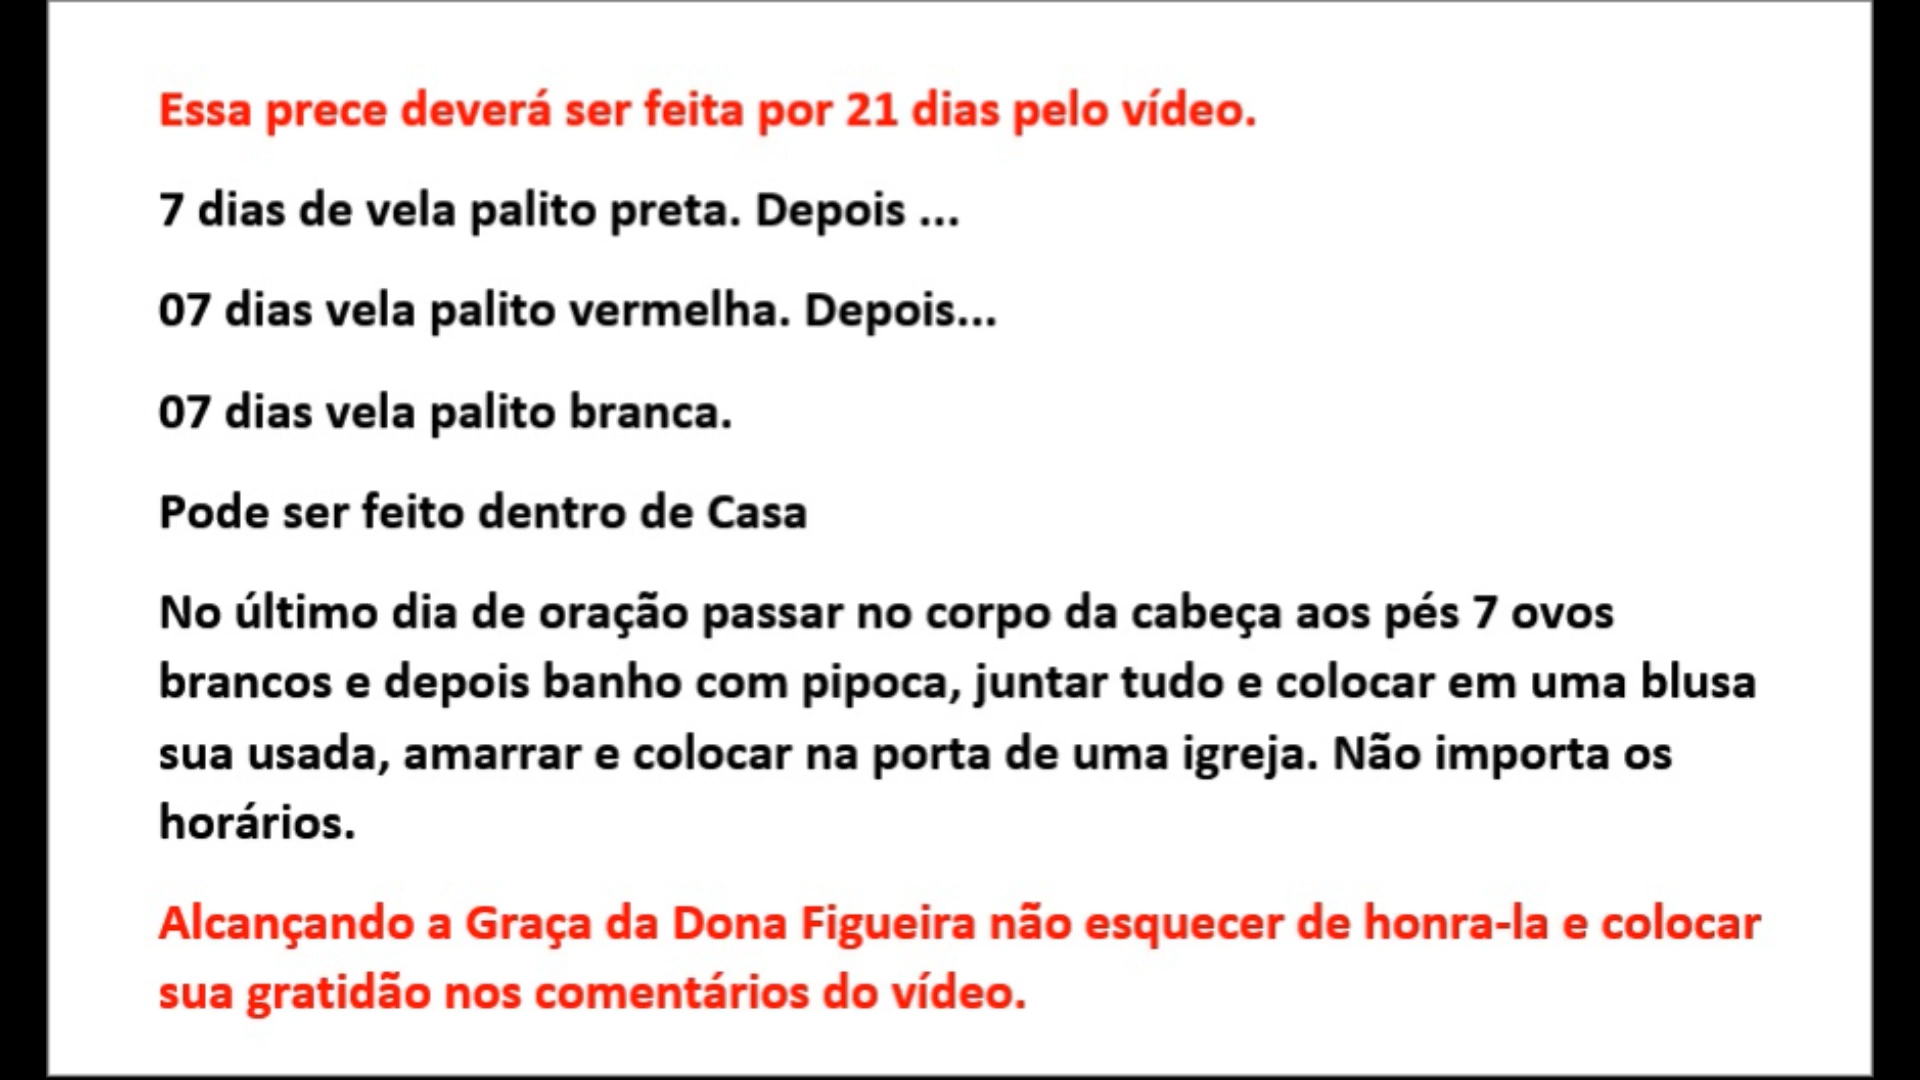 Essa prece deverá ser feita por 21 dias pelo vídeo.
7 dias de vela palito preta. Depois ...
07 dias vela palito vermelha. Depois...
07 dias vela palito branca.
Pode ser feito dentro de Casa
No último dia de oração passar no corpo da cabeça aos pés 7 ovos
brancos e depois banho com pipoca, juntar tudo e colocar em uma blusa
sua usada, amarrar e colocar na porta de uma igreja. Não importa os
horários.
Alcançando a Graça da Dona Figueira não esquecer de honra-la e colocar
sua gratidão nos comentários do vídeo.